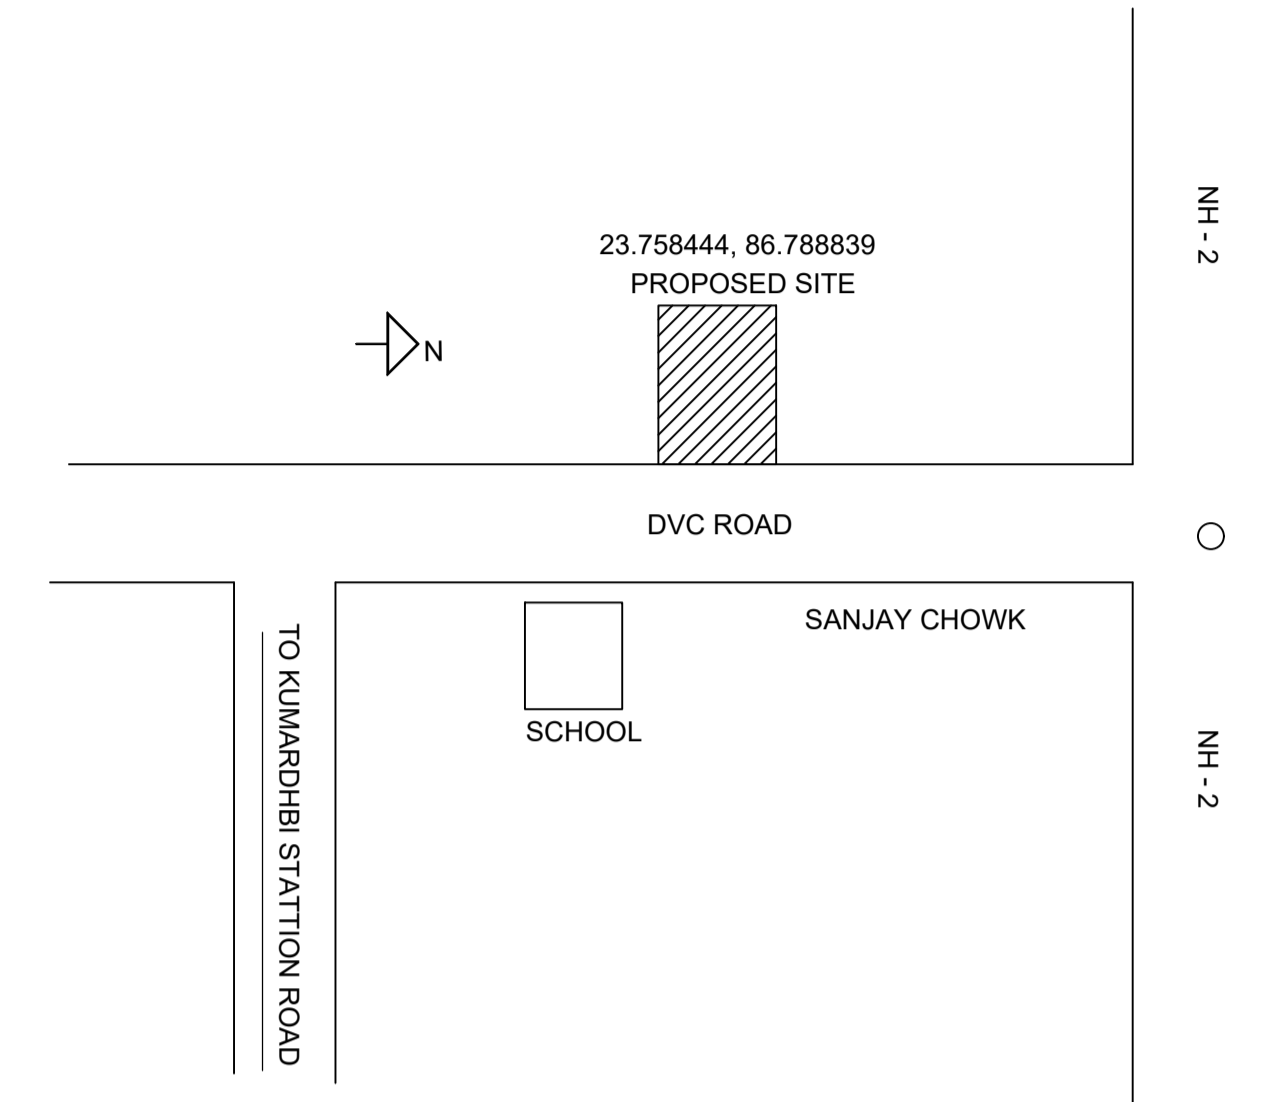 NH - 2
23.758444, 86.788839
PROPOSED SITE
N
DVC ROAD
SANJAY CHOWK
SCHOOL
TO KUMARDHBI STATTION ROAD
NH - 2